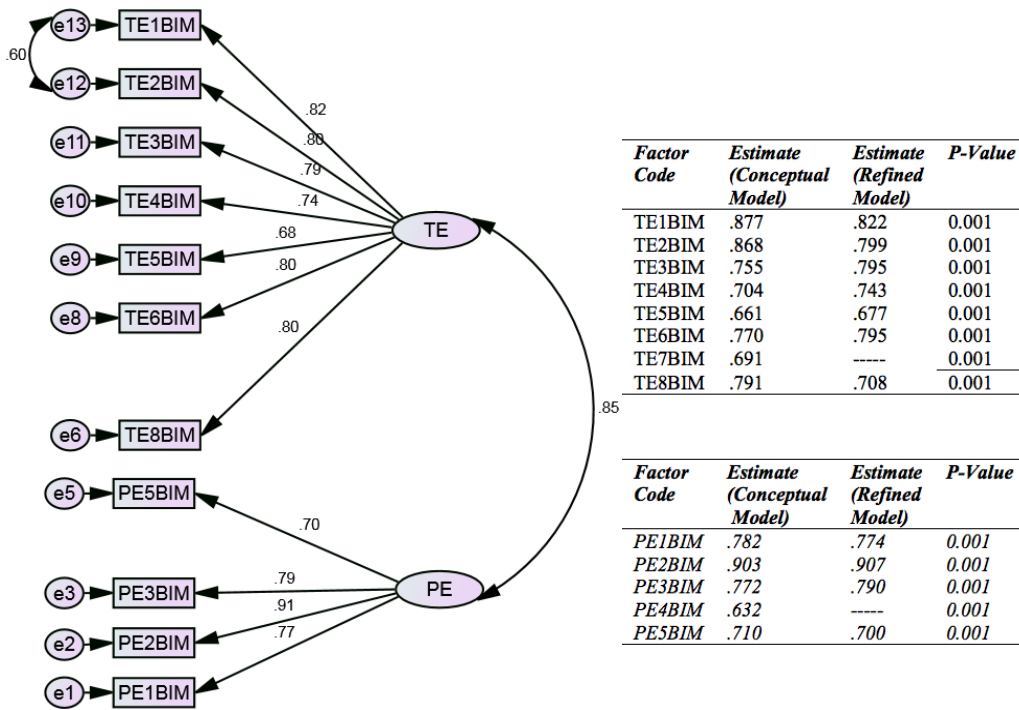 e13 TE1BIM
.60
e12 TE2BIM
.82
e11 TE3BIM
.80
.79
e10 TE4BIM
.74
TE
e9 TE5BIM
.68
.80
e8 TE6BIM
.80
e6 TE8BIM
.85
e5 PE5BIM
.70
e3 PE3BIM
.79
PE
.91
e2 PE2BIM
.77
e1 PE1BIM
Factor Estimate Estimate P-Value
Code (Conceptual (Refined
Model) Model)
TE1BIM .877 .822 0.001
TE2BIM .868 .799 0.001
TE3BIM .755 .795 0.001
TE4BIM .704 .743 0.001
TE5BIM .661 .677 0.001
TE6BIM .770 .795 0.001
TE7BIM .691 ----- 0.001
TE8BIM .791 .708 0.001
Factor Estimate Estimate P-Value
Code (Conceptual (Refined
Model) Model)
PE1BIM .782 .774 0.001
PE2BIM .903 .907 0.001
PE3BIM .772 .790 0.001
PE4BIM .632 ----- 0.001
PE5BIM .710 .700 0.001